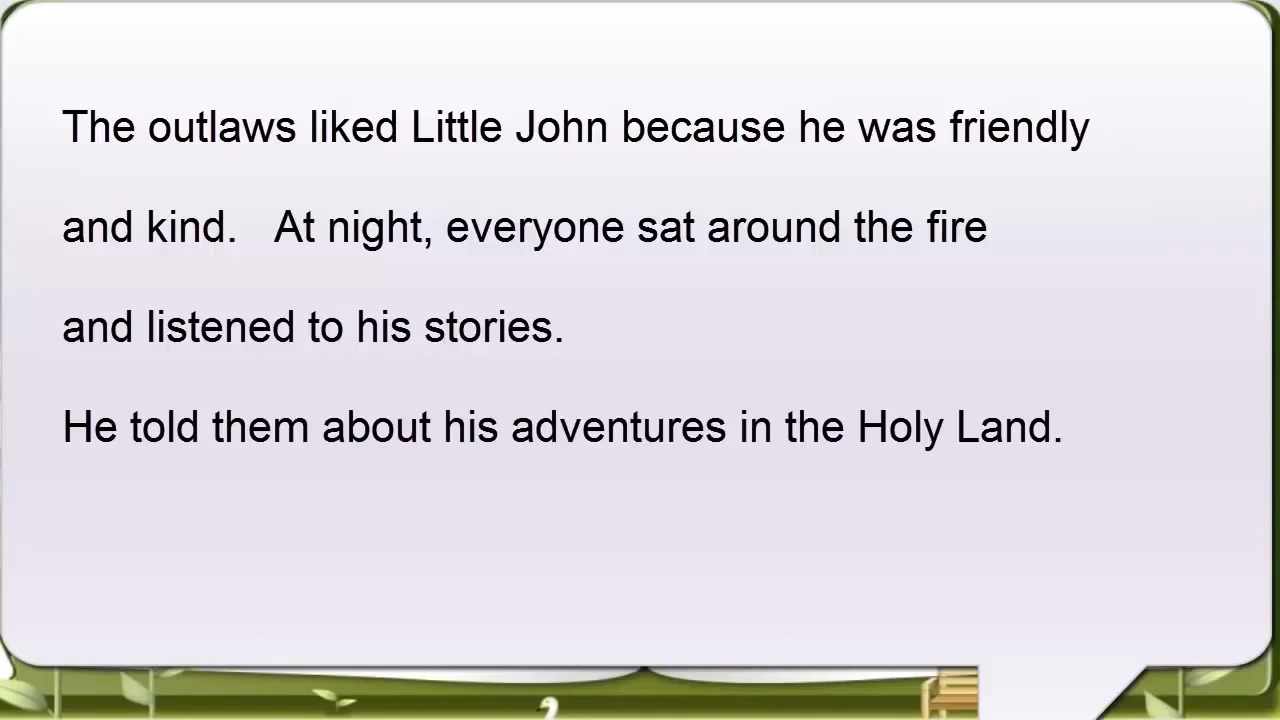 The outlaws liked Little John because he was friendly
and kind.   At night, everyone sat around the fire
and listened to his stories.
He told them about his adventures in the Holy Land.